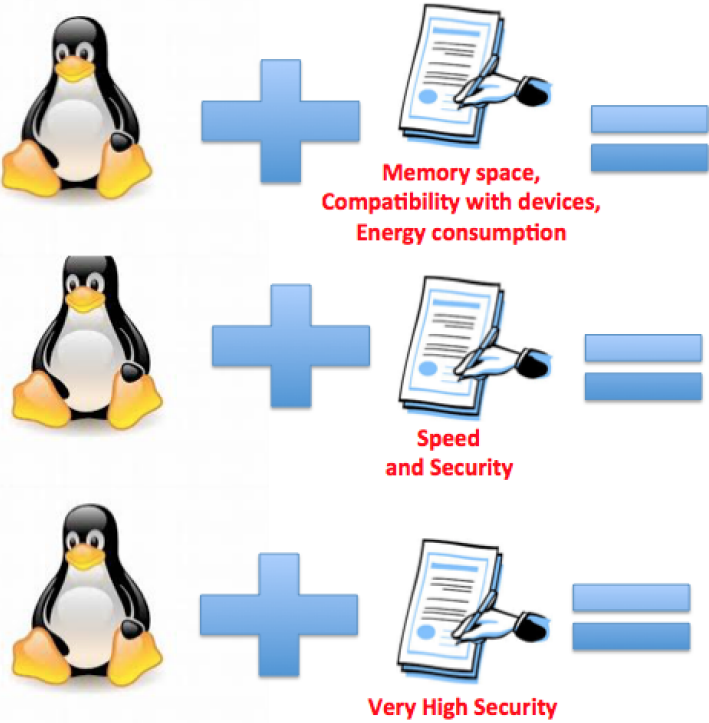 Memory space,
Compatibility with devices,
Energy consumption
Speed
and Security
Very High Security